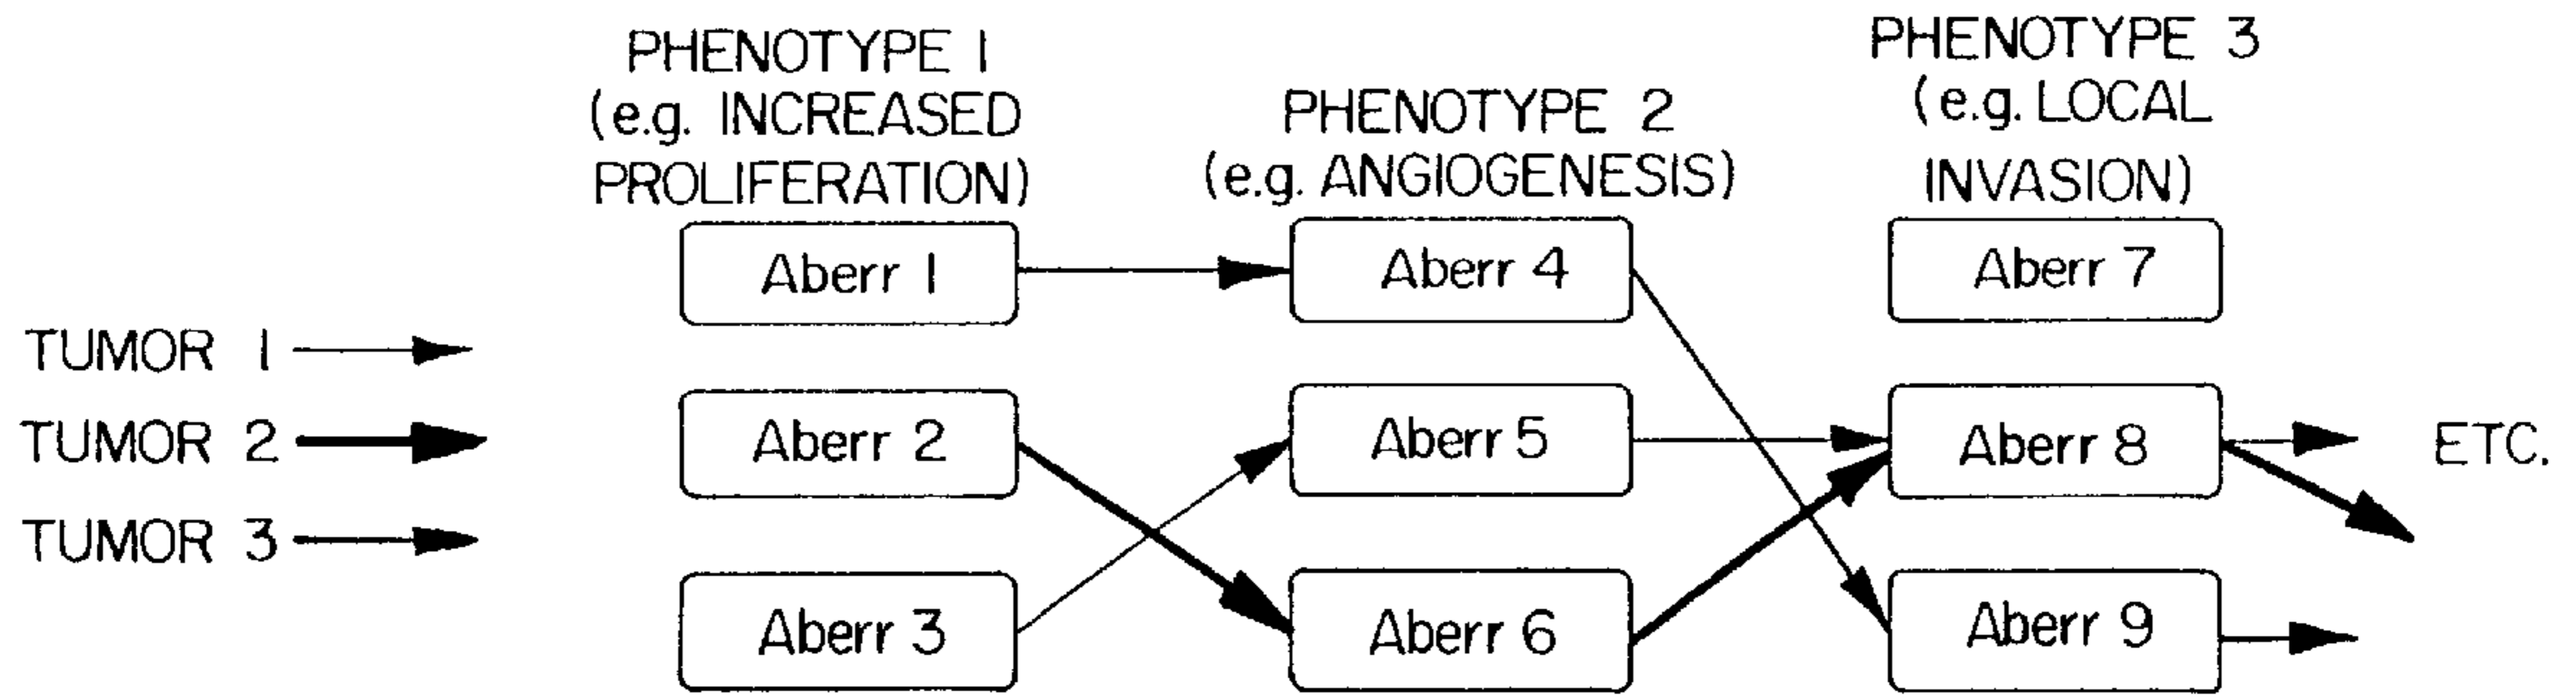 PHENOTYPE 1
(e.g. INCREASED
PROLIFERATION)
PHENOTYPE 2
(e.g. ANGIOGENESIS)
PHENOTYPE 3
(e.g. LOCAL
INVASION)
Aberr 1
Aberr 4
Aberr 7
TUMOR 1
TUMOR 2
Aberr 2
Aberr 5
Aberr 8
ETC.
TUMOR 3
Aberr 3
Aberr 6
Aberr 9